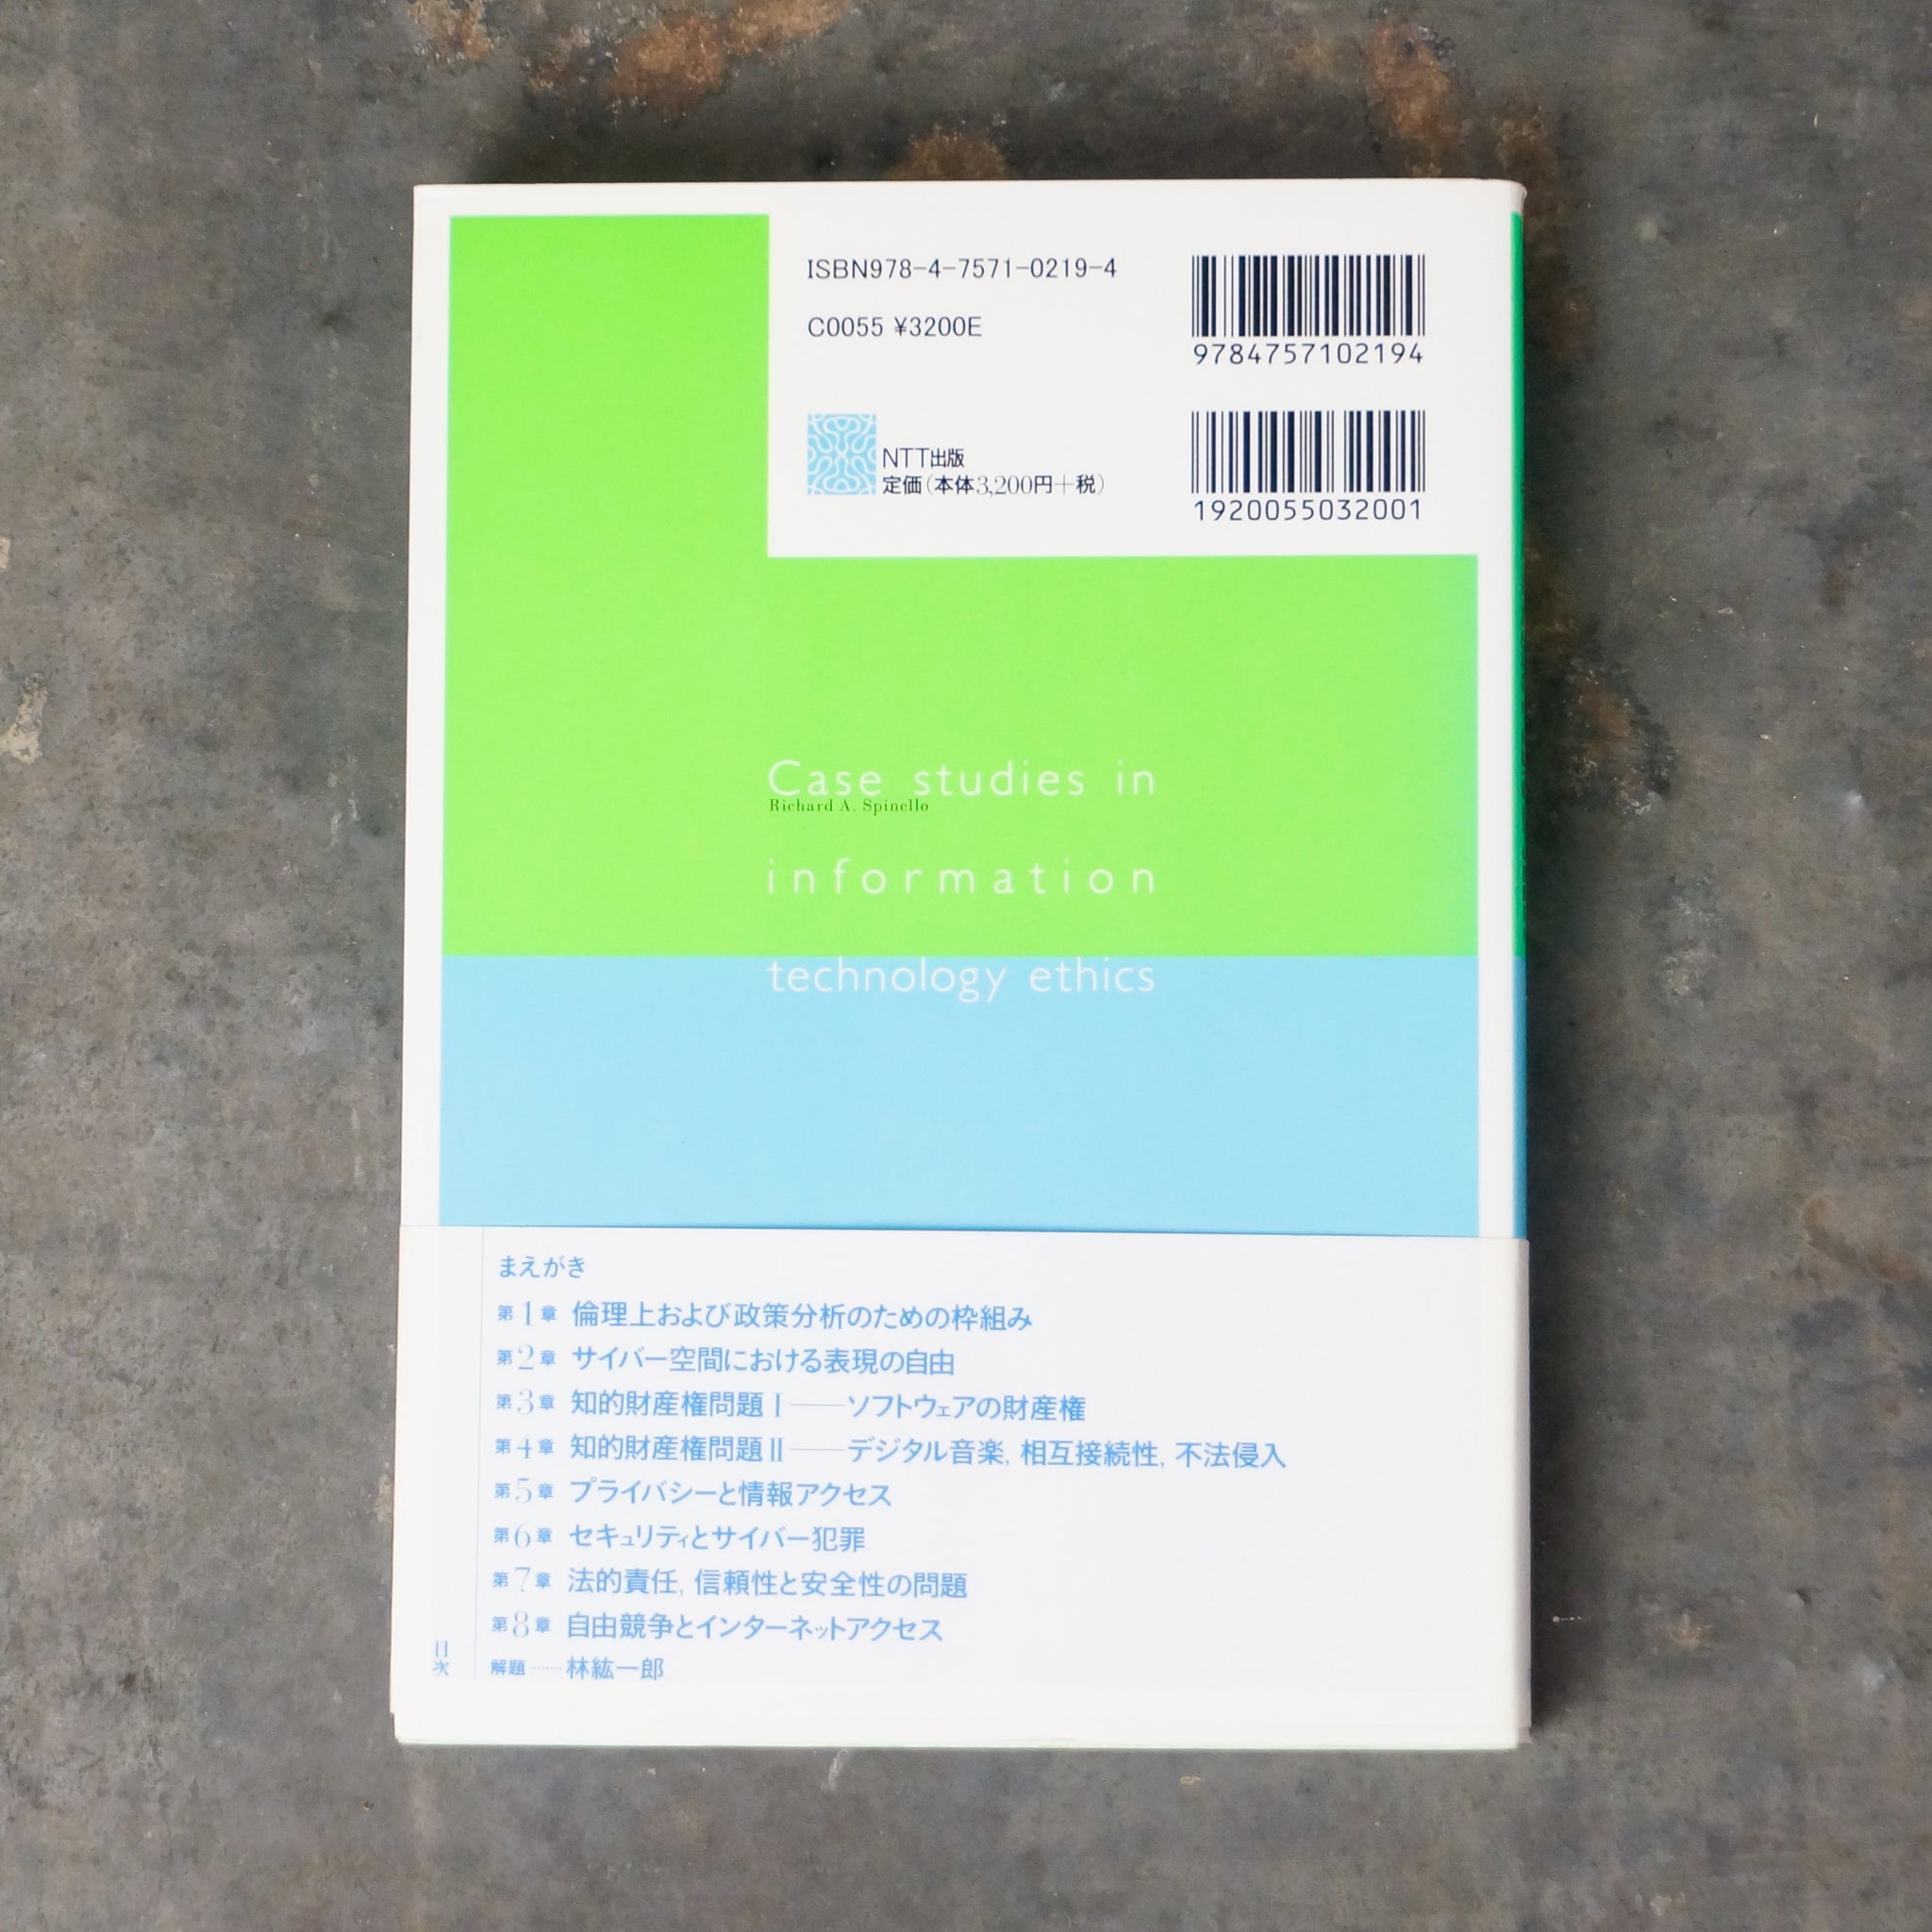 ISBN978-4-7571-0219-4
C0055 ¥3200E
9784757102194
NTT出版
定価(本体3,200円+税)
1920055032001
Case studies in
Richard A. Spinello
information
technology ethics
まえがき
第1章 倫理上および政策分析のための枠組み
第2章 サイバー空間における表現の自由
第3章 知的財産権問題Ⅰ──ソフトウェアの財産権
第4章 知的財産権問題Ⅱ──デジタル音楽, 相互接続性, 不法侵入
第5章 プライバシーと情報アクセス
第6章 セキュリティとサイバー犯罪
第7章 法的責任, 信頼性と安全性の問題
第8章 自由競争とインターネットアクセス
解題……林紘一郎
目次